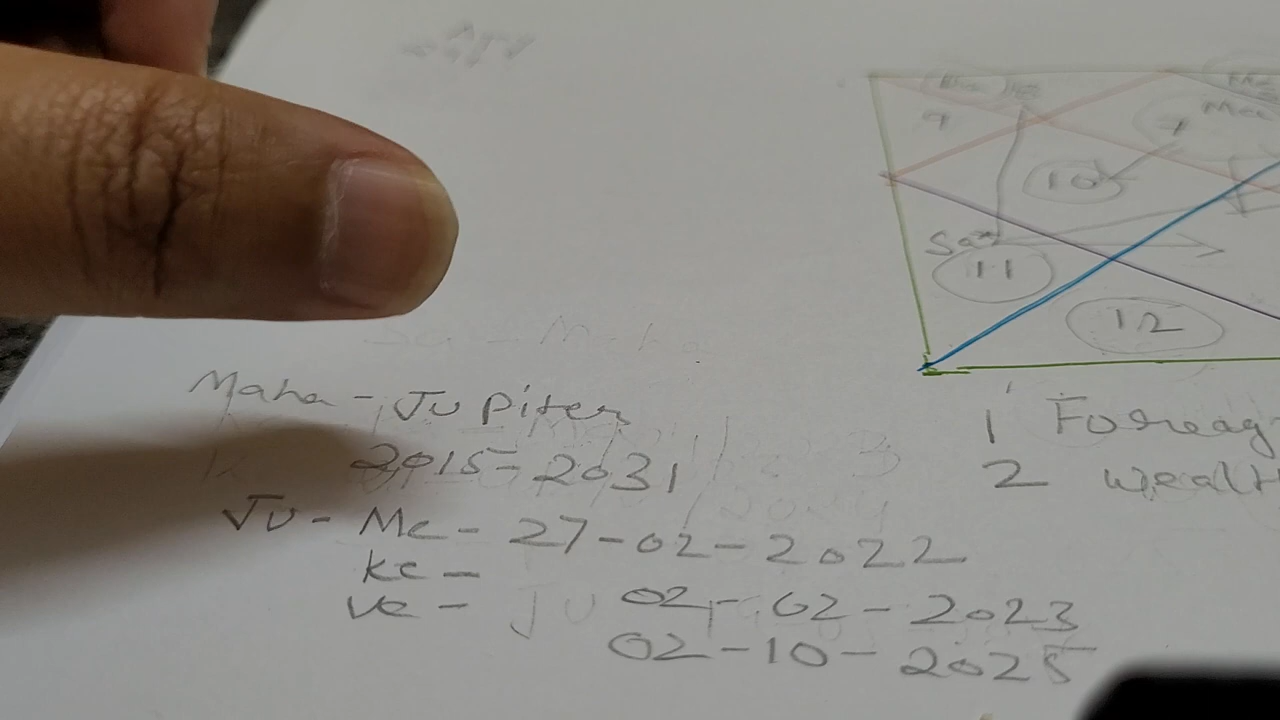 9
10
Sa
11
12
Maha - Jupiter
2015-2031
Ju - Me - 27-02-2022
Ke -
Ve - 02-02-2023
02-10-2025
1 Foreag
2 wealt